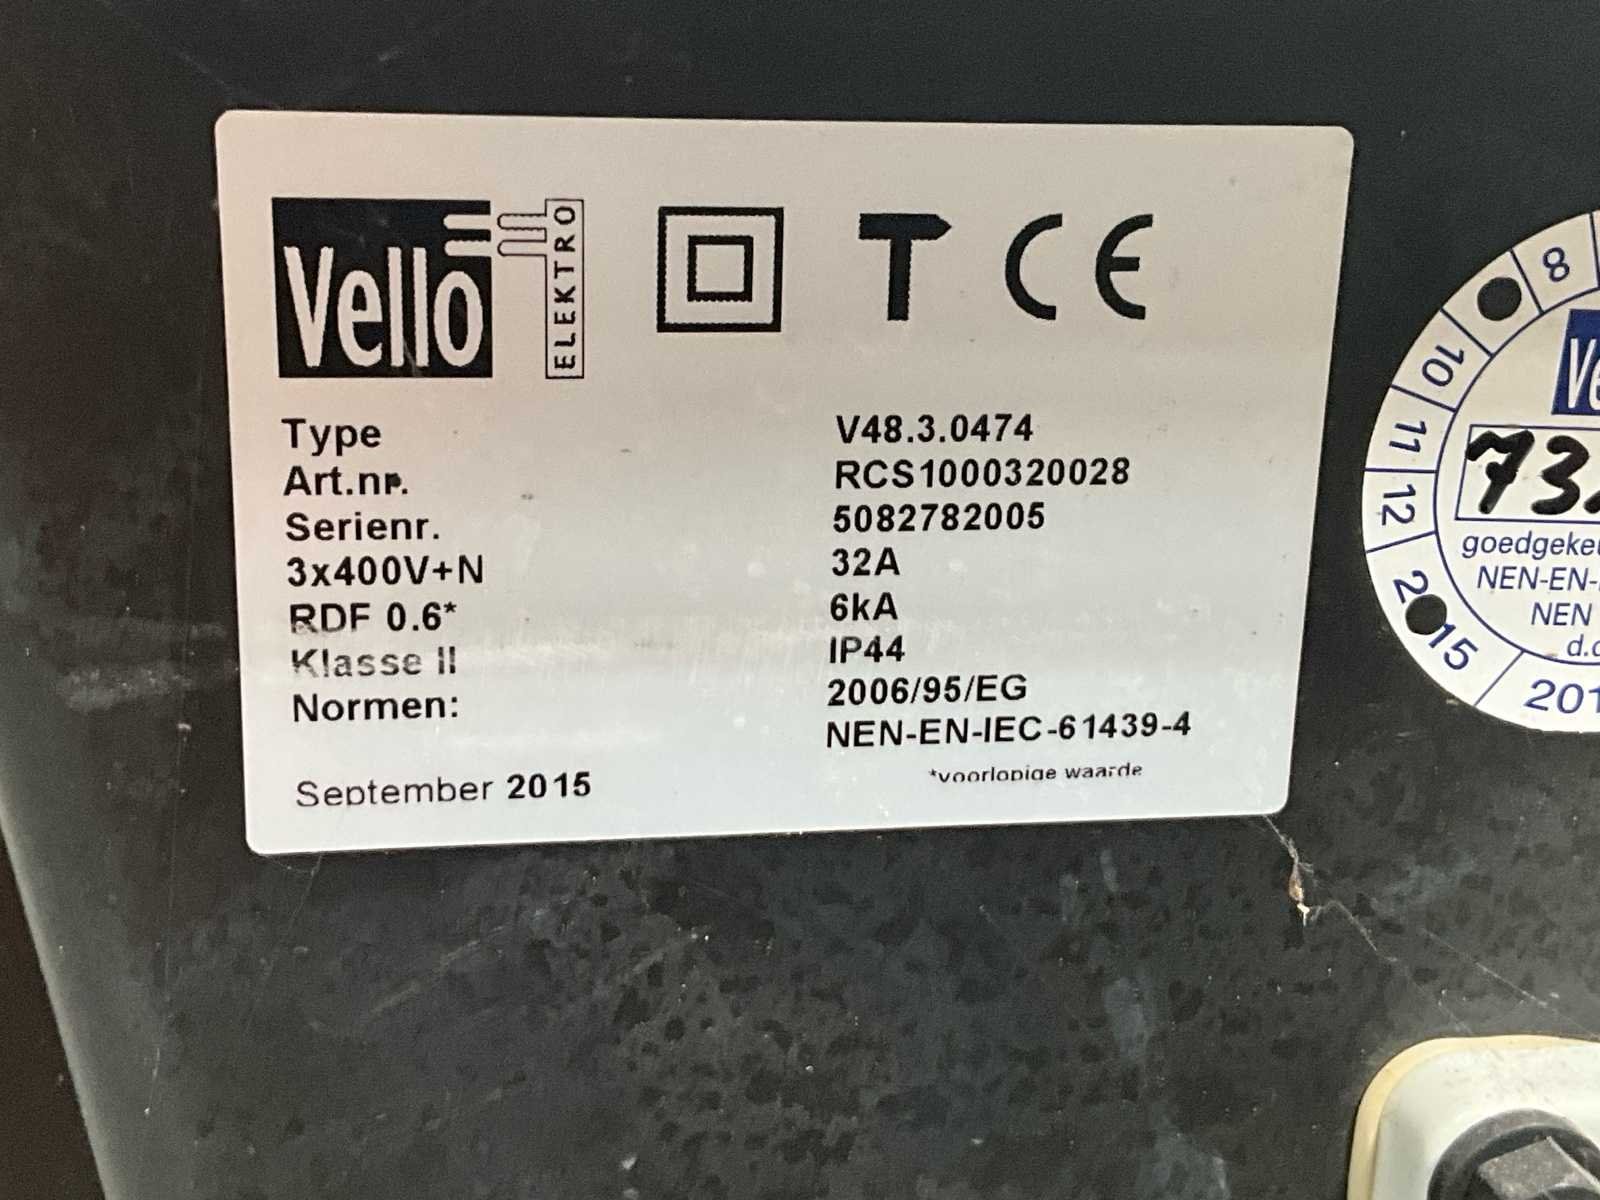 Vello ELEKTRO
T CE
Type V48.3.0474
Art.nr. RCS1000320028
Serienr. 5082782005
3x400V+N 32A
RDF 0.6* 6kA
Klasse II IP44
Normen: 2006/95/EG
NEN-EN-IEC-61439-4
September 2015 *voorlopige waarde
8
10
11
12
NEN-EN-
NEN